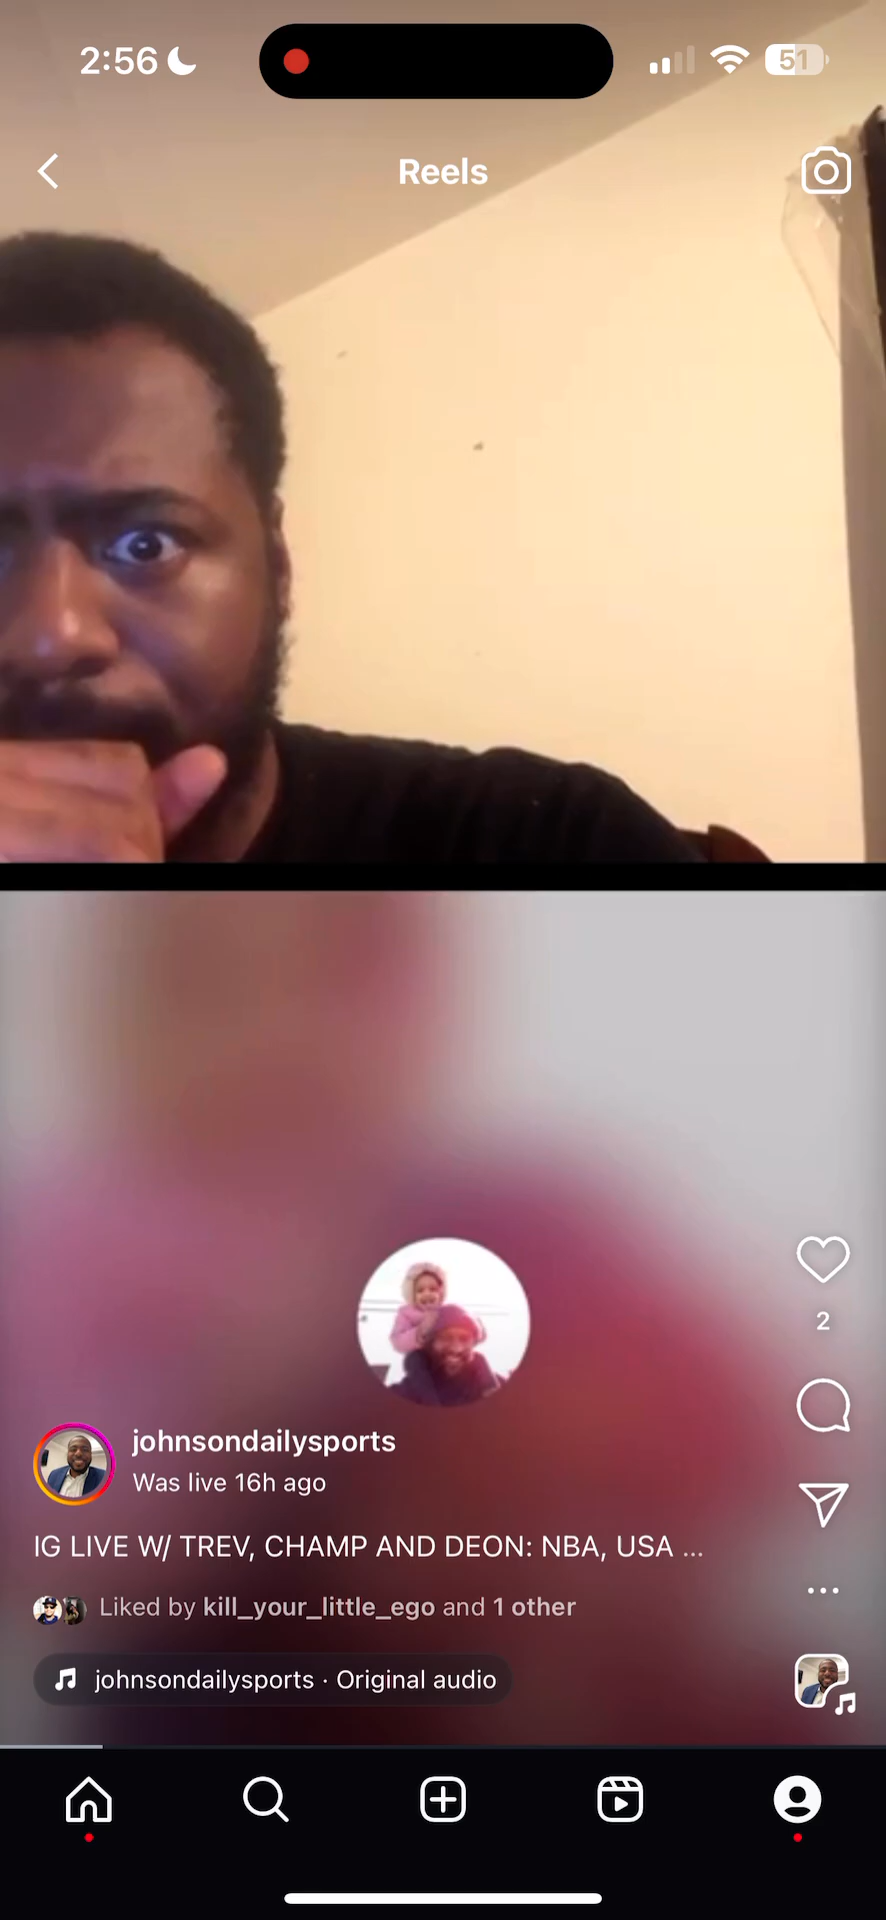 2:56
51
Reels
2
johnsondailysports
Was live 16h ago
IG LIVE W/ TREV, CHAMP AND DEON: NBA, USA ...
Liked by kill_your_little_ego and 1 other
johnsondailysports · Original audio